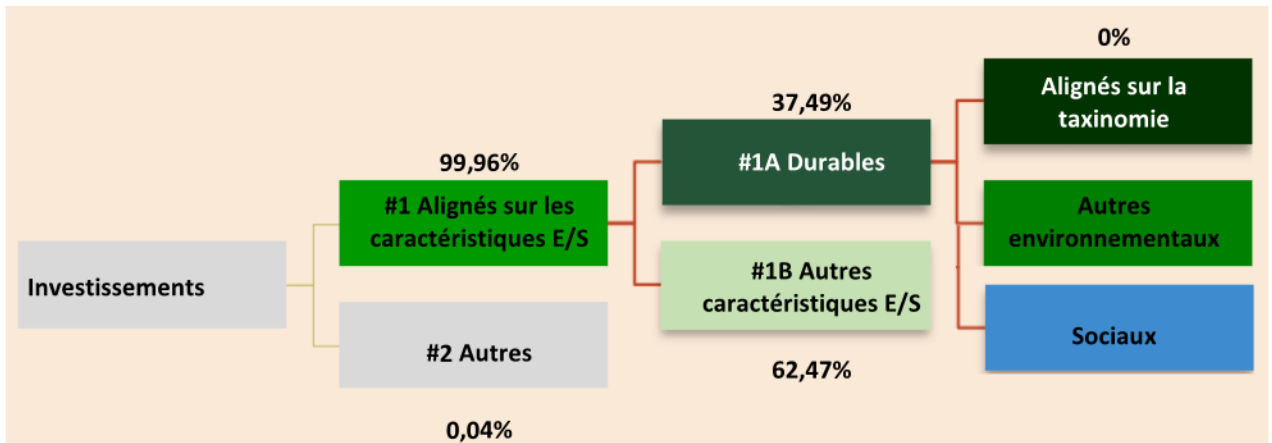 0%
Alignés sur la
taxinomie
37,49%
#1A Durables
99,96%
#1 Alignés sur les
caractéristiques E/S
Autres
environnementaux
Investissements
#1B Autres
caractéristiques E/S
Sociaux
#2 Autres
62,47%
0,04%